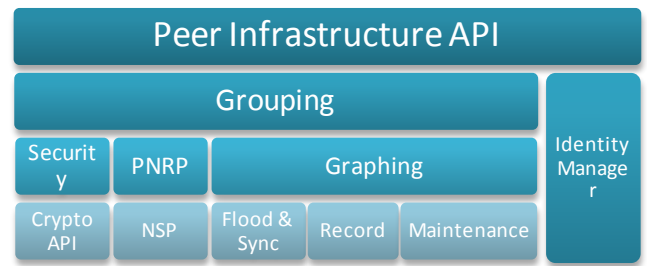 Peer Infrastructure API
Grouping
Securit
y
PNRP
Graphing
Identity
Manage
r
Crypto
API
NSP
Flood &
Sync
Record
Maintenance